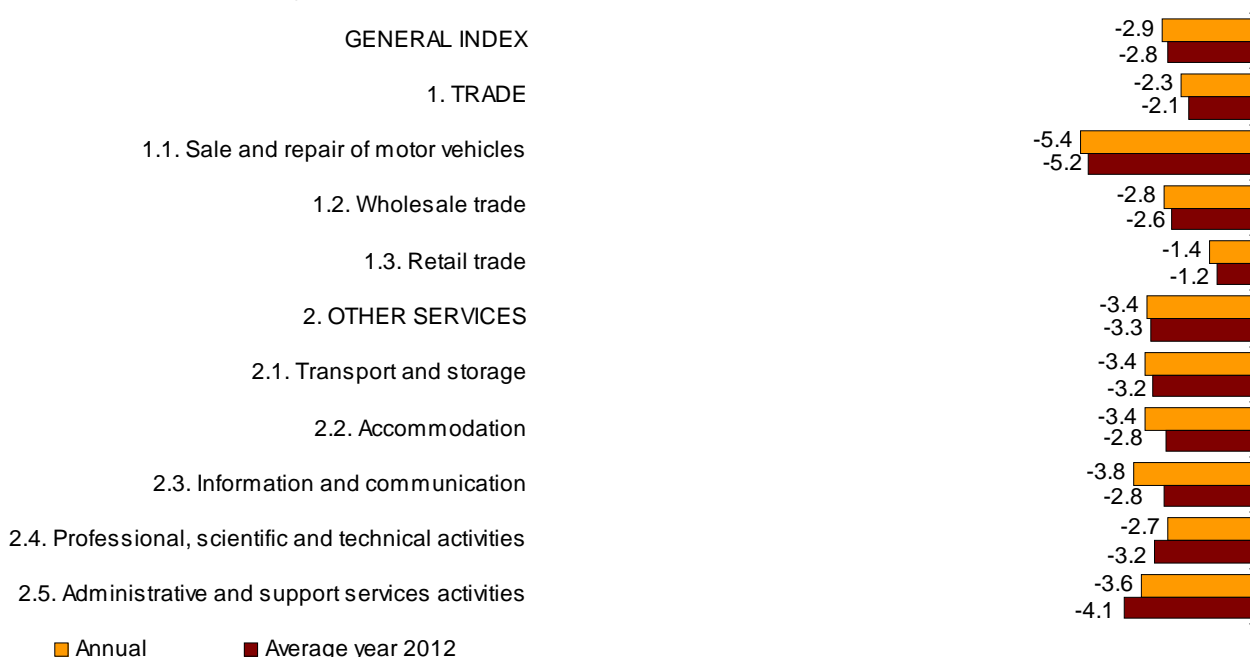 GENERAL INDEX
-2.9
-2.8
1. TRADE
-2.3
-2.1
1.1. Sale and repair of motor vehicles
-5.4
-5.2
1.2. Wholesale trade
-2.8
-2.6
1.3. Retail trade
-1.4
-1.2
2. OTHER SERVICES
-3.4
-3.3
2.1. Transport and storage
-3.4
-3.2
2.2. Accommodation
-3.4
-2.8
2.3. Information and communication
-3.8
-2.8
2.4. Professional, scientific and technical activities
-2.7
-3.2
2.5. Administrative and support services activities
-3.6
-4.1
Annual
Average year 2012